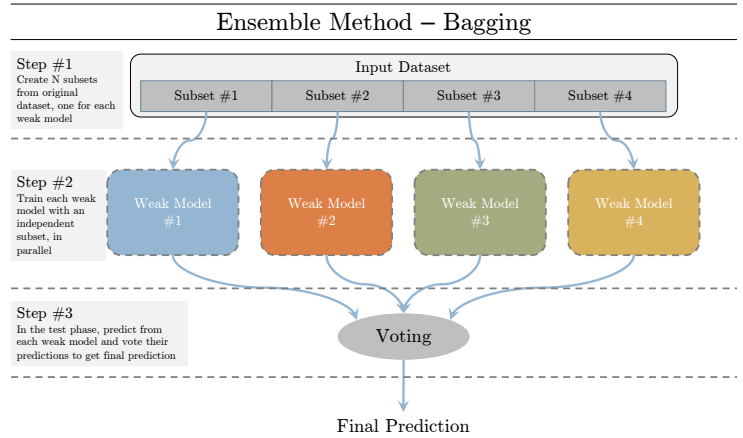 Ensemble Method – Bagging
Step #1
Create N subsets
from original
dataset, one for each
weak model
Input Dataset
Subset #1
Subset #2
Subset #3
Subset #4
Step #2
Train each weak
model with an
independent
subset, in
parallel
Weak Model
#1
Weak Model
#2
Weak Model
#3
Weak Model
#4
Step #3
In the test phase, predict from
each weak model and vote their
predictions to get final prediction
Voting
Final Prediction